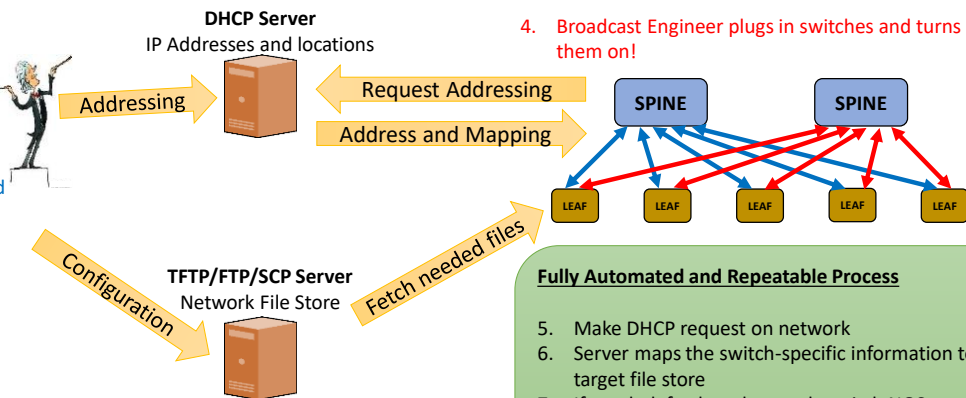 DHCP Server
IP Addresses and locations
4. Broadcast Engineer plugs in switches and turns
them on!
Addressing
Request Addressing
Address and Mapping
SPINE
SPINE
LEAF
LEAF
LEAF
LEAF
LEAF
Configuration
TFTP/FTP/SCP Server
Network File Store
Fetch needed files
Fully Automated and Repeatable Process
5. Make DHCP request on network
6. Server maps the switch-specific information
target file store